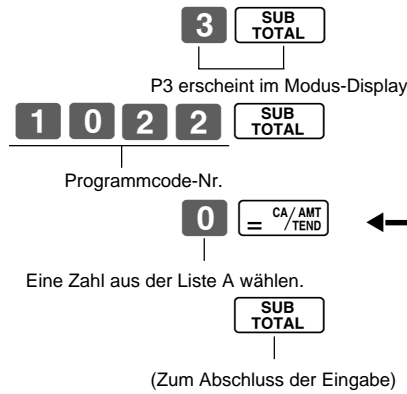 3 SUB TOTAL
P3 erscheint im Modus-Display
1 0 2 2 SUB TOTAL
Programmcode-Nr.
0 = CA/AMT /TEND
Eine Zahl aus der Liste A wählen.
SUB TOTAL
(Zum Abschluss der Eingabe)